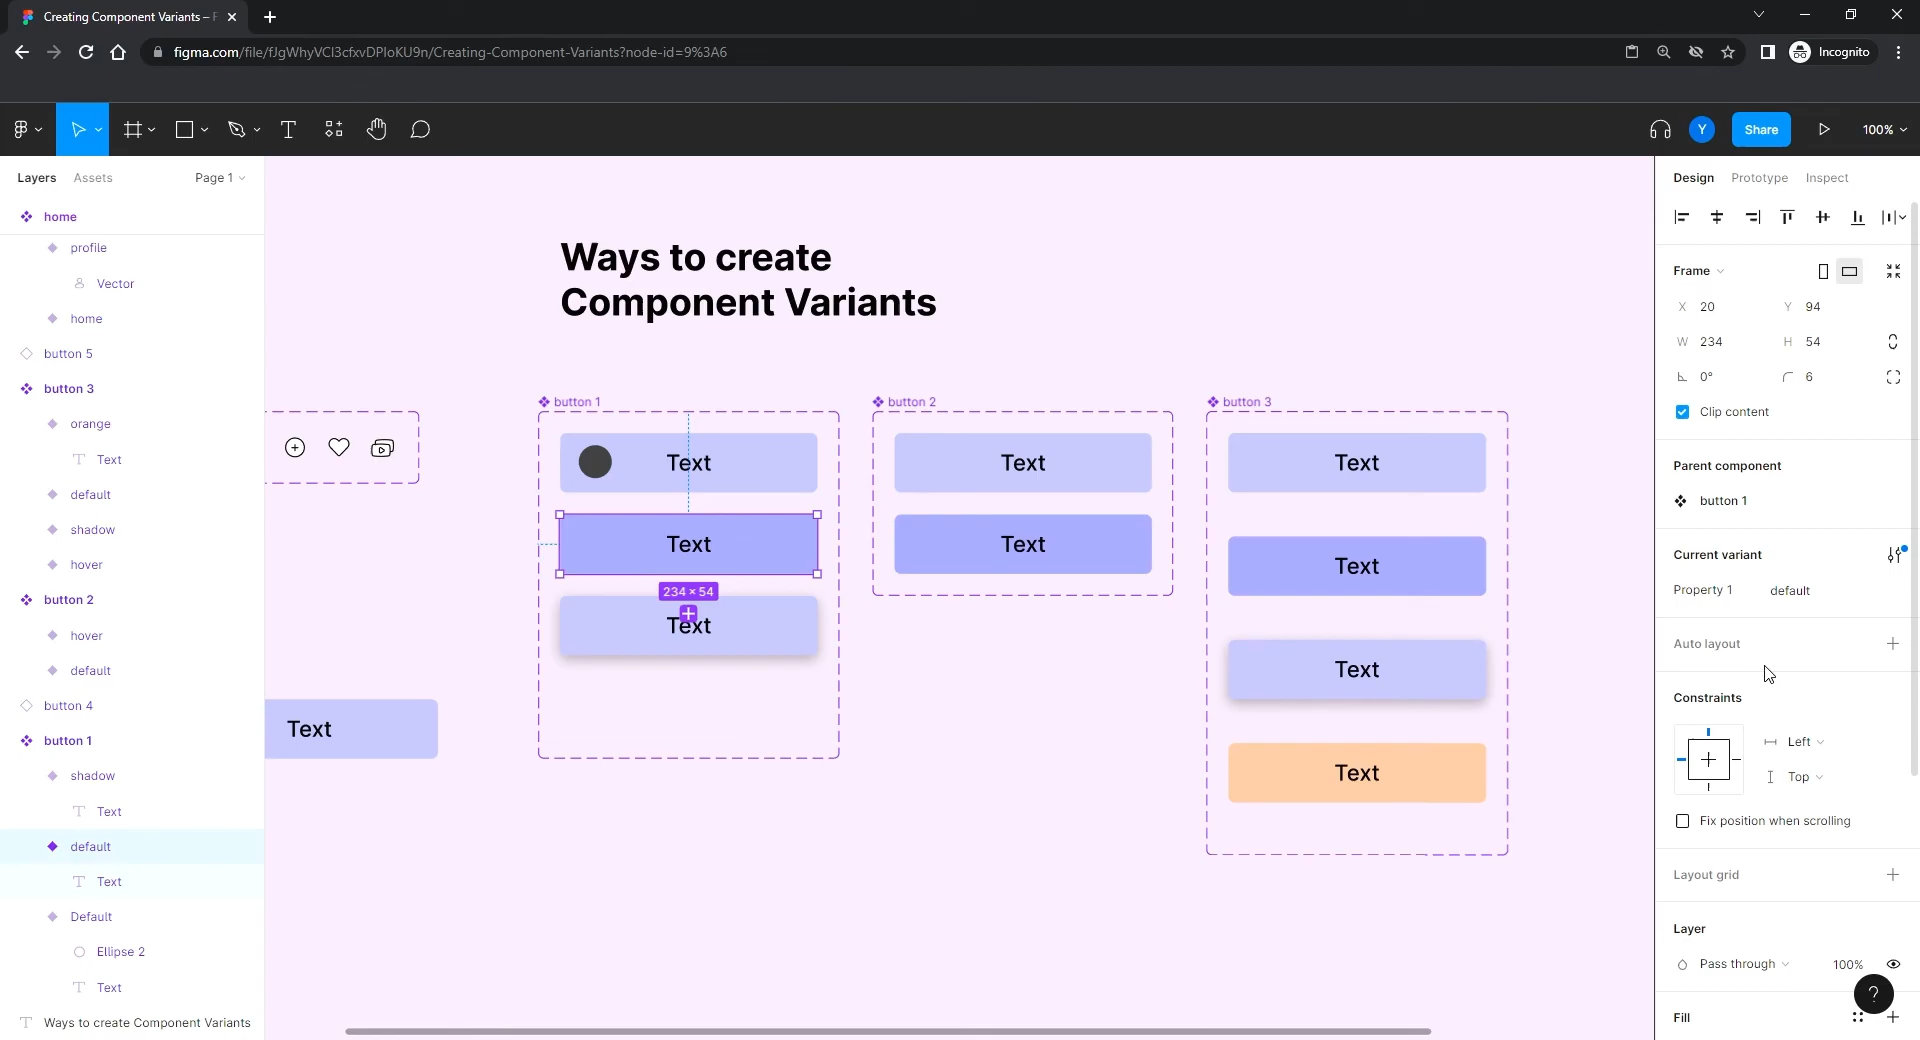 Creating Component Variants – F
figma.com/file/fJgWhyVCl3cfxvDPloKU9n/Creating-Component-Variants?node-id=9%3A6
Incognito
Y
Share
100%
Layers
Assets
Page 1
home
profile
Vector
home
button 5
button 3
orange
Text
default
shadow
hover
button 2
hover
default
button 4
button 1
shadow
Text
default
Text
Default
Ellipse 2
Text
Ways to create Component Variants
Ways to create
Component Variants
button 1
button 2
button 3
Text
Text
Text
Text
Text
Text
234 × 54
Text
Text
Text
Text
Design
Prototype
Inspect
Frame
X 20
Y 94
W 234
H 54
0°
6
Clip content
Parent component
button 1
Current variant
Property 1
default
Auto layout
Constraints
Left
Top
Fix position when scrolling
Layout grid
Layer
Pass through
100%
?
Fill